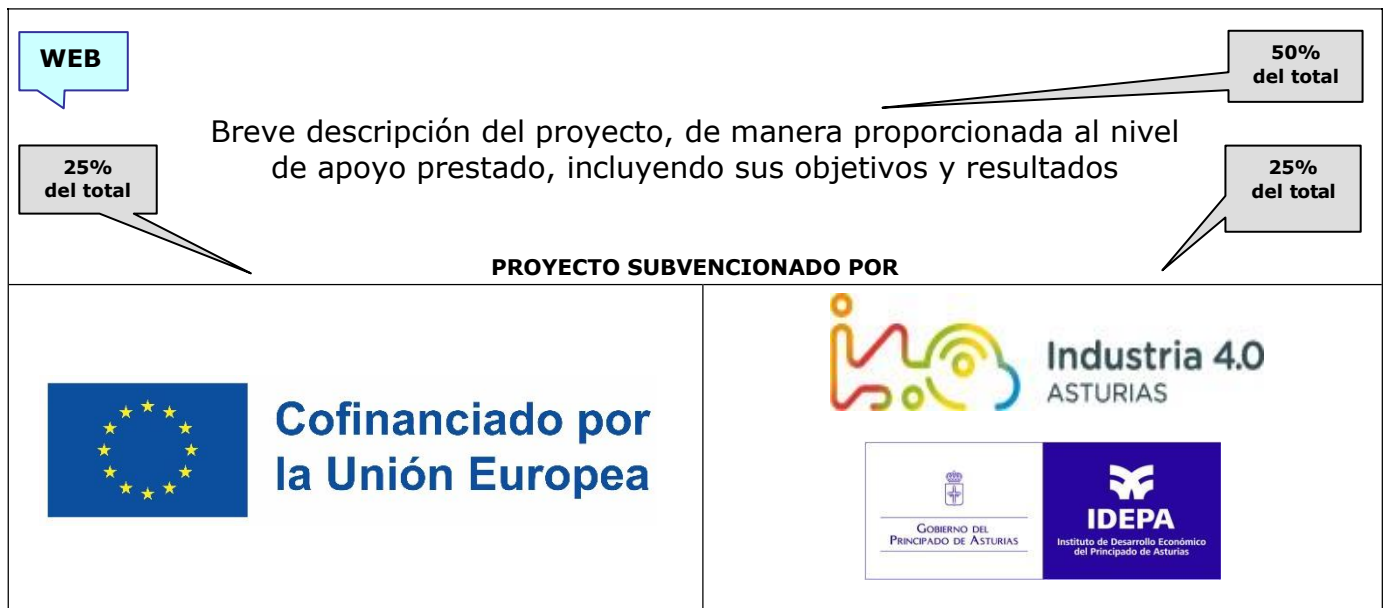 WEB
50%
del total
Breve descripción del proyecto, de manera proporcionada al nivel
de apoyo prestado, incluyendo sus objetivos y resultados
25%
del total
25%
del total
PROYECTO SUBVENCIONADO POR
Cofinanciado por
la Unión Europea
Industria 4.0
ASTURIAS
GOBIERNO DEL
PRINCIPADO DE ASTURIAS
IDEPA
Instituto de Desarrollo Económico
del Principado de Asturias